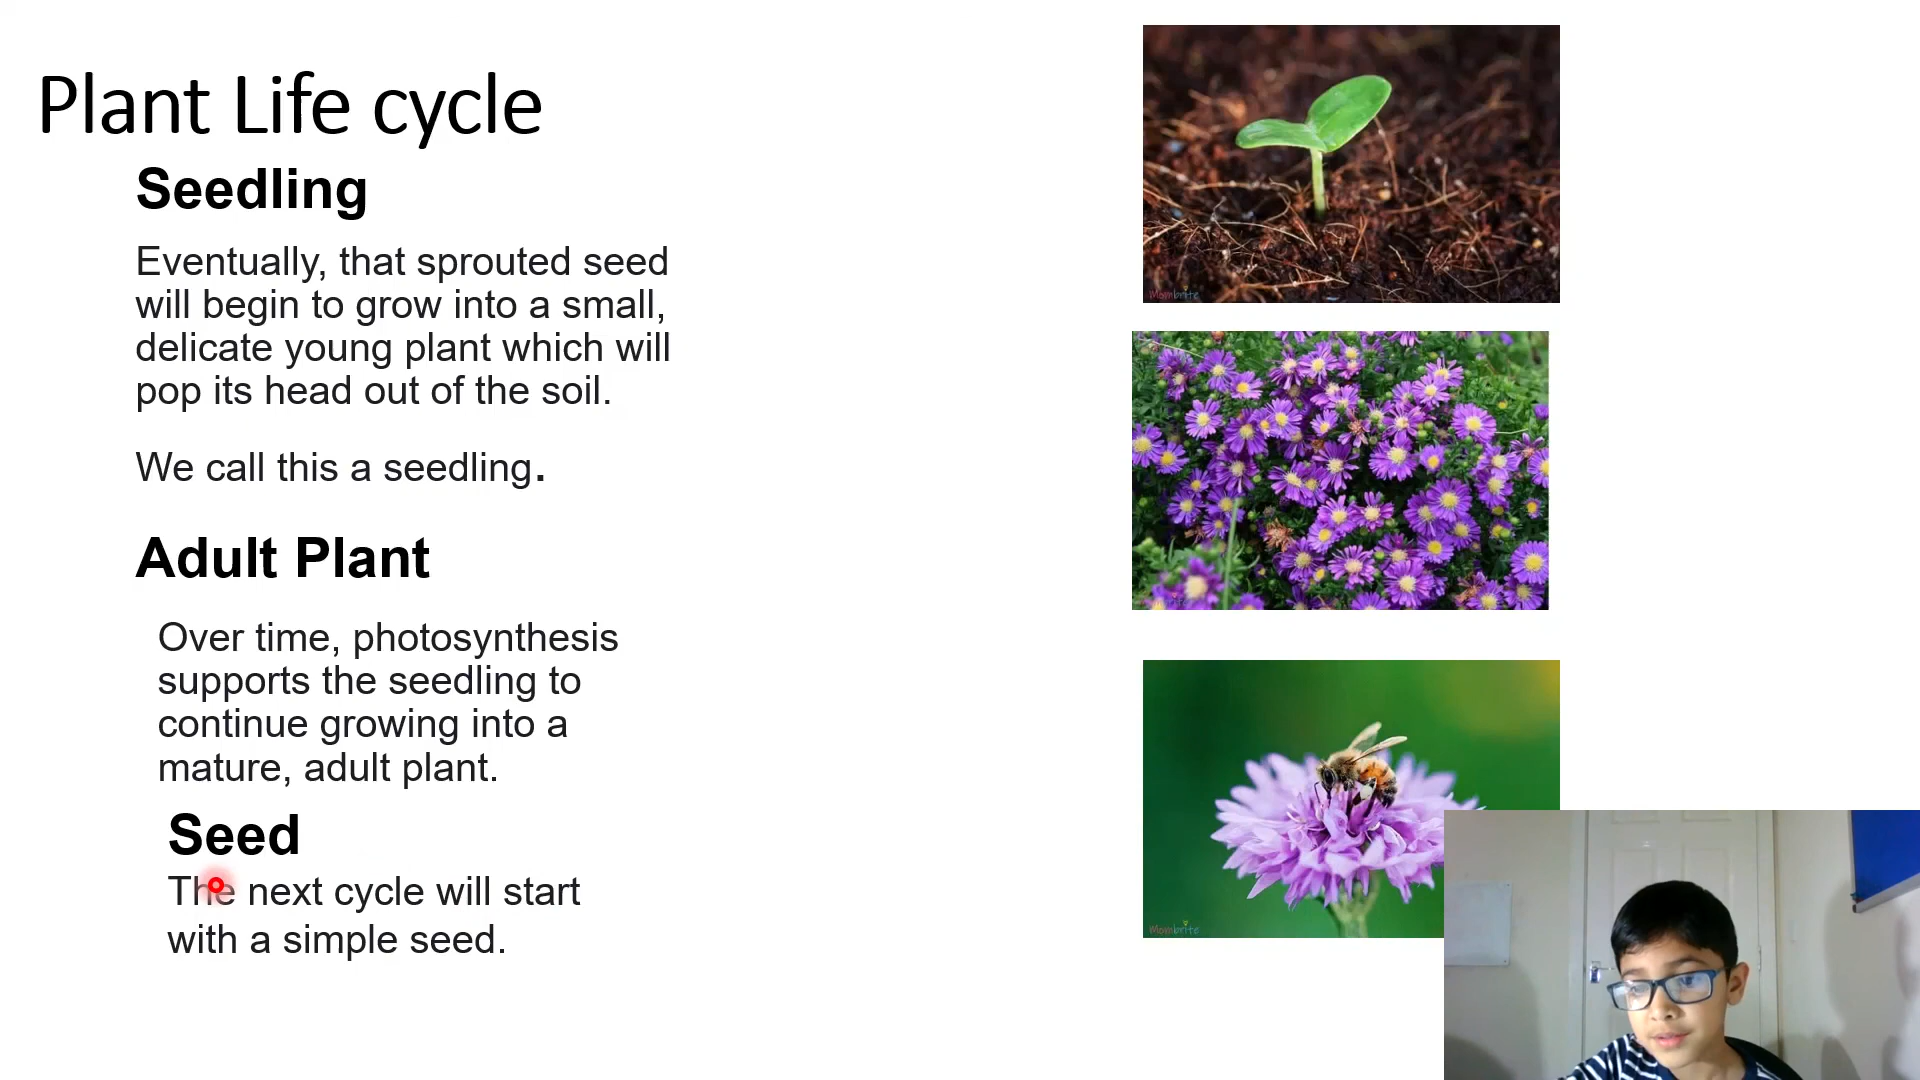 Plant Life cycle
Seedling
Eventually, that sprouted seed
will begin to grow into a small,
delicate young plant which will
pop its head out of the soil.
We call this a seedling.
Adult Plant
Over time, photosynthesis
supports the seedling to
continue growing into a
mature, adult plant.
Seed
The next cycle will start
with a simple seed.
Mombrite
Mombrite